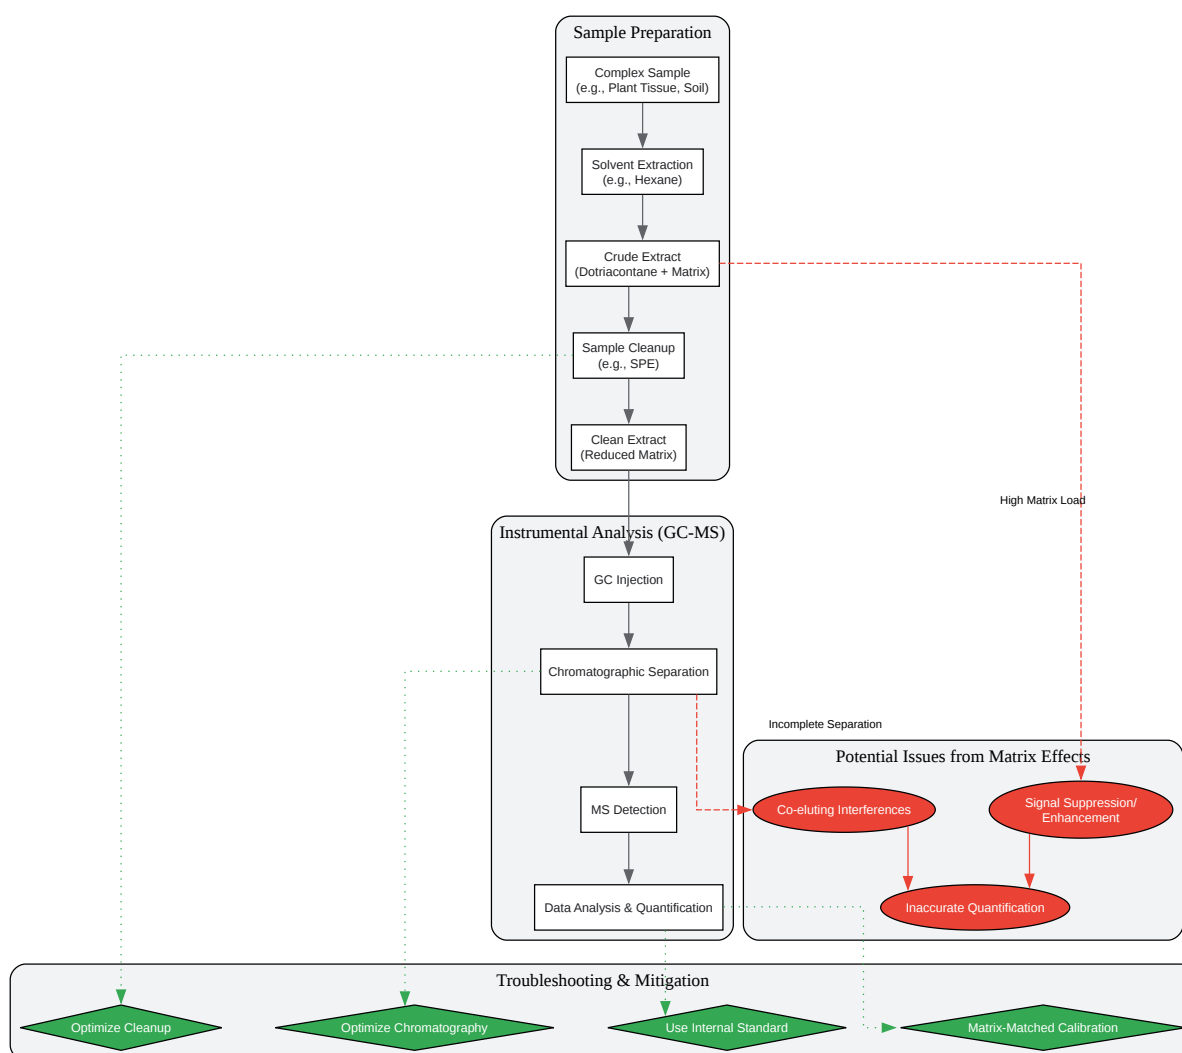 Sample Preparation
Complex Sample
(e.g., Plant Tissue, Soil)
Solvent Extraction
(e.g., Hexane)
Crude Extract
(Dotriacontane + Matrix)
Sample Cleanup
(e.g., SPE)
Clean Extract
(Reduced Matrix)
High Matrix Load
Instrumental Analysis (GC-MS)
GC Injection
Chromatographic Separation
Incomplete Separation
MS Detection
Data Analysis & Quantification
Potential Issues from Matrix Effects
Co-eluting Interferences
Signal Suppression/
Enhancement
Inaccurate Quantification
Troubleshooting & Mitigation
Optimize Cleanup
Optimize Chromatography
Use Internal Standard
Matrix-Matched Calibration